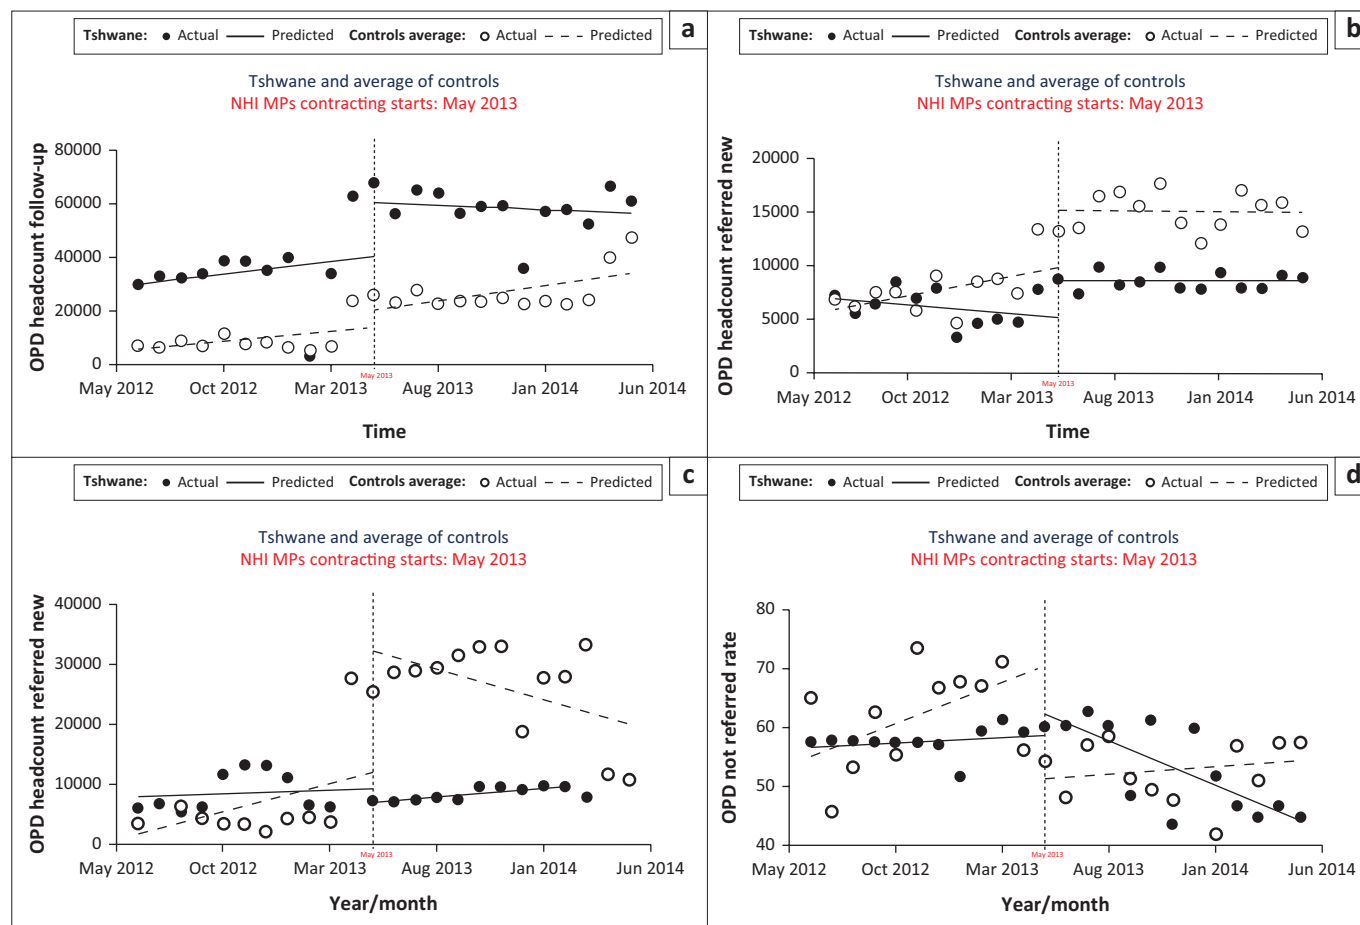 Tshwane: Actual Predicted Controls average: Actual Predicted
a
Tshwane and average of controls
NHI MPs contracting starts: May 2013
OPD headcount follow-up
80000
60000
40000
20000
0
May 2012 Oct 2012 Mar 2013 May 2013 Aug 2013 Jan 2014 Jun 2014
Time
Tshwane: Actual Predicted Controls average: Actual Predicted
b
Tshwane and average of controls
NHI MPs contracting starts: May 2013
OPD headcount referred new
20000
15000
10000
5000
0
May 2012 Oct 2012 Mar 2013 May 2013 Aug 2013 Jan 2014 Jun 2014
Time
Tshwane: Actual Predicted Controls average: Actual Predicted
c
Tshwane and average of controls
NHI MPs contracting starts: May 2013
OPD headcount referred new
40000
30000
20000
10000
0
May 2012 Oct 2012 Mar 2013 May 2013 Aug 2013 Jan 2014 Jun 2014
Year/month
Tshwane: Actual Predicted Controls average: Actual Predicted
d
Tshwane and average of controls
NHI MPs contracting starts: May 2013
OPD not referred rate
80
70
60
50
40
May 2012 Oct 2012 Mar 2013 May 2013 Aug 2013 Jan 2014 Jun 2014
Year/month